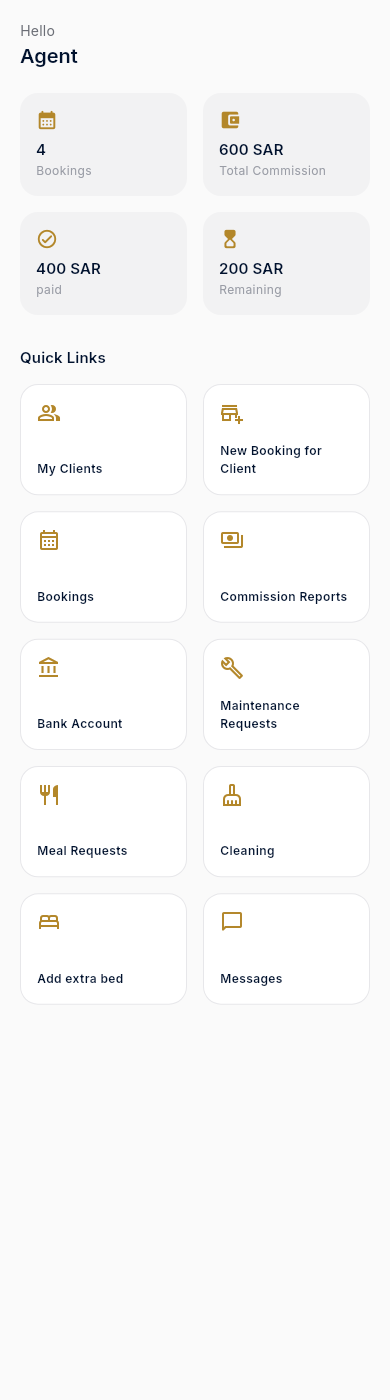 Hello
Agent
4
Bookings
600 SAR
Total Commission
400 SAR
paid
200 SAR
Remaining
Quick Links
My Clients
New Booking for
Client
Bookings
Commission Reports
Bank Account
Maintenance
Requests
Meal Requests
Cleaning
Add extra bed
Messages